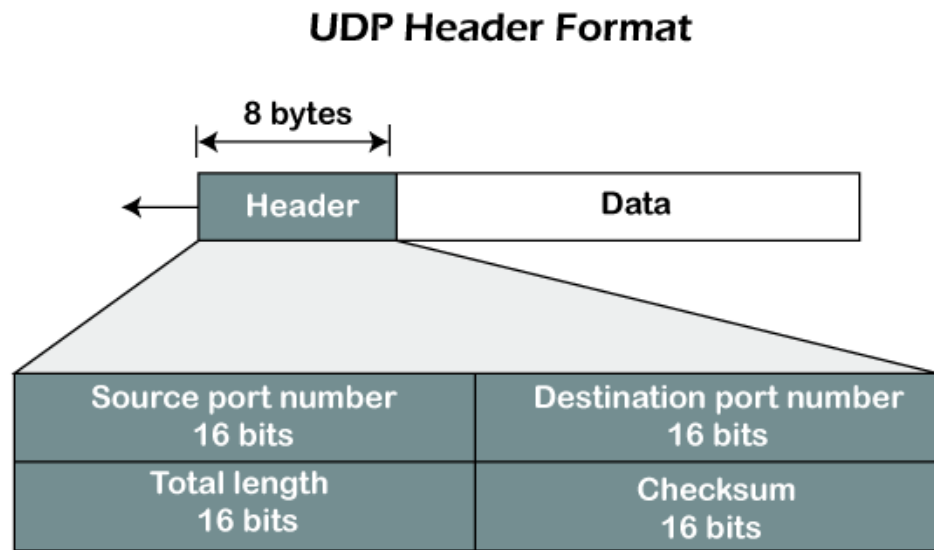 UDP Header Format
8 bytes
Header
Data
Source port number
16 bits
Destination port number
16 bits
Total length
16 bits
Checksum
16 bits